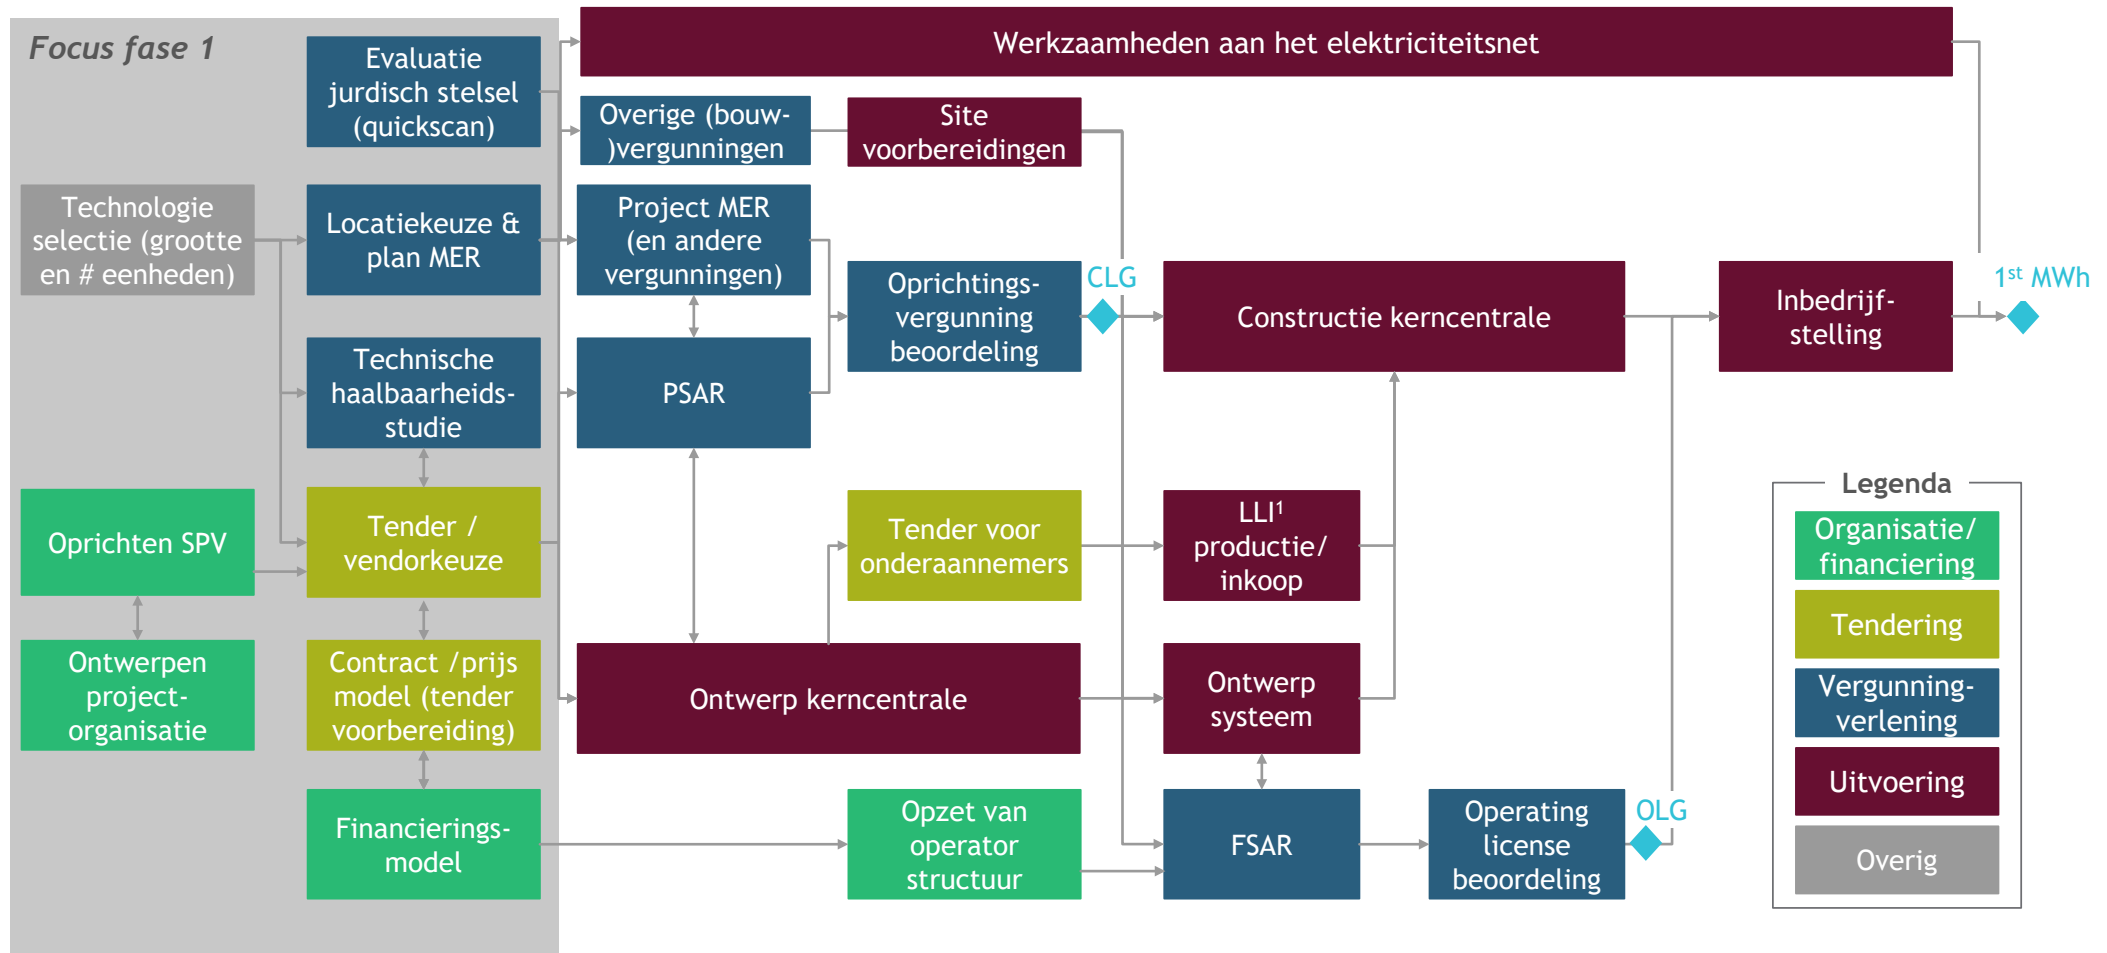 Focus fase 1
Evaluatie
jurdisch stelsel
(quickscan)
Technologie
selectie (grootte
en # eenheden)
Locatiekeuze &
plan MER
Technische
haalbaarheids-
studie
Oprichten SPV
Tender /
vendorkeuze
Ontwerpen
project-
organisatie
Contract /prijs
model (tender
voorbereiding)
Financierings-
model
Werkzaamheden aan het elektriciteitsnet
Overige (bouw-
)vergunningen
Site
voorbereidingen
Project MER
(en andere
vergunningen)
PSAR
Oprichtings-
vergunning
beoordeling
CLG
Constructie kerncentrale
Inbedrijf-
stelling
1st MWh
Tender voor
onderaannemers
LLI¹
productie/
inkoop
Ontwerp kerncentrale
Ontwerp
systeem
Opzet van
operator
structuur
FSAR
Operating
license
beoordeling
OLG
Legenda
Organisatie/
financiering
Tendering
Vergunning-
verlening
Uitvoering
Overig